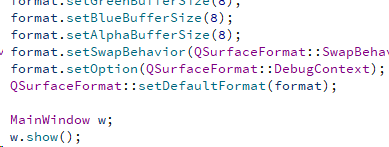 format.setGreenBufferSize(8);
format.setBlueBufferSize(8);
format.setAlphaBufferSize(8);
format.setSwapBehavior(QSurfaceFormat::SwapBehav
format.setOption(QSurfaceFormat::DebugContext);
QSurfaceFormat::setDefaultFormat(format);
MainWindow w;
w.show();